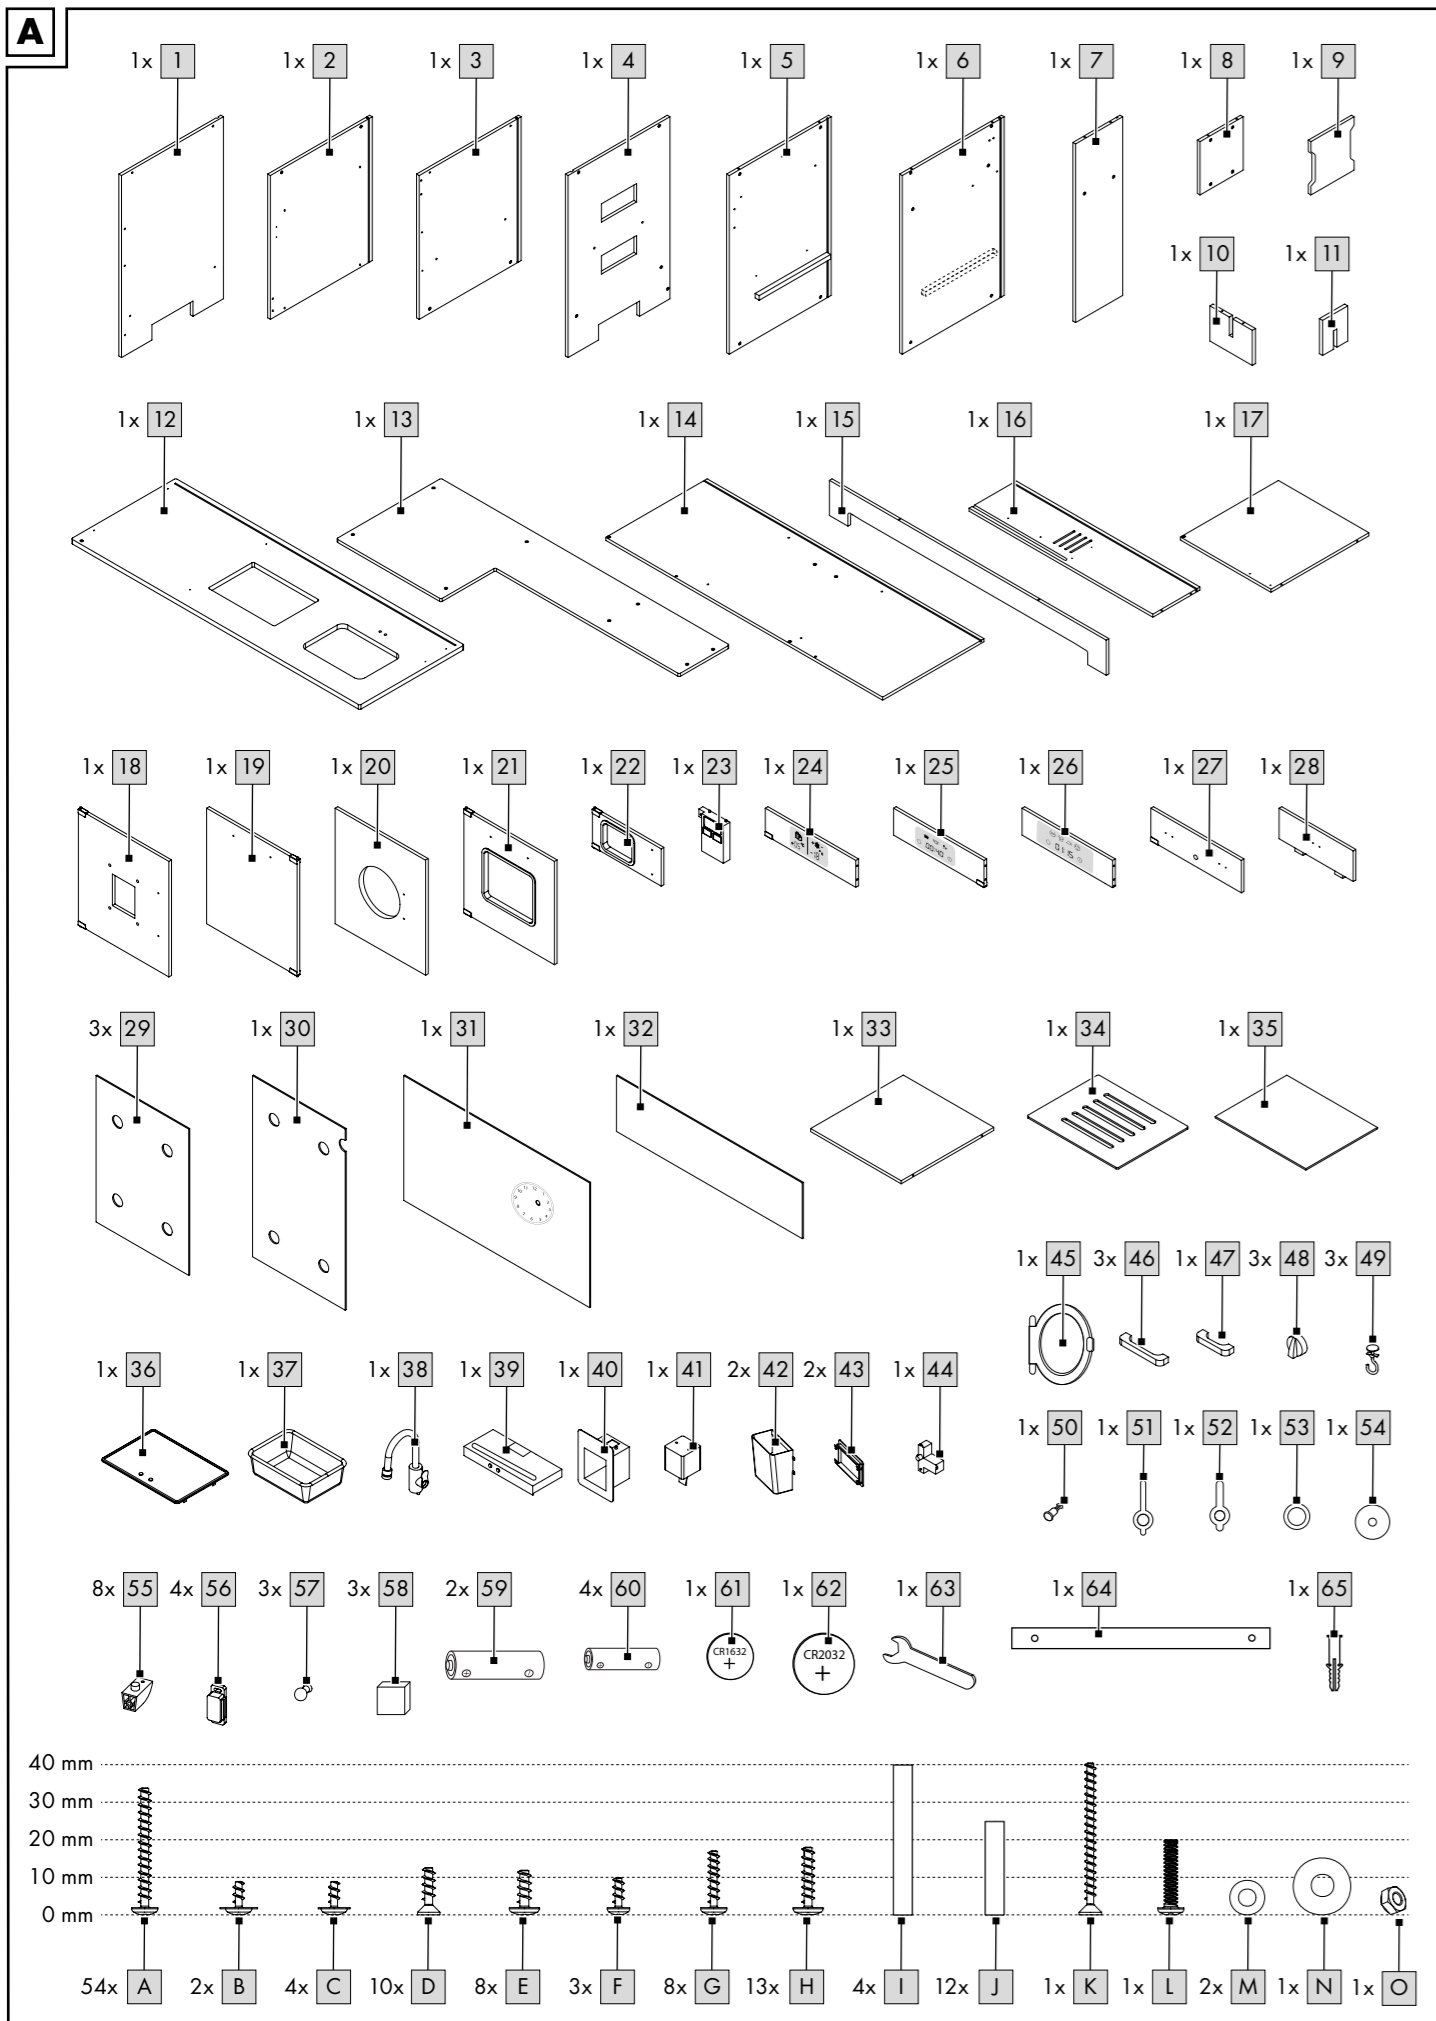 A
1x 1 1x 2 1x 3 1x 4 1x 5 1x 6 1x 7 1x 8 1x 9
1x 10 1x 11
1x 12 1x 13 1x 14 1x 15 1x 16 1x 17
1x 18 1x 19 1x 20 1x 21 1x 22 1x 23 1x 24 1x 25 1x 26 1x 27 1x 28
00:40
01:15
3x 29 1x 30 1x 31 1x 32 1x 33 1x 34 1x 35
1x 45 3x 46 1x 47 3x 48 3x 49
1x 36 1x 37 1x 38 1x 39 1x 40 1x 41 2x 42 2x 43 1x 44
1x 50 1x 51 1x 52 1x 53 1x 54
8x 55 4x 56 3x 57 3x 58 2x 59 4x 60 1x 61 1x 62 1x 63 1x 64 1x 65
CR1632
+
CR2032
+
40 mm
30 mm
20 mm
10 mm
0 mm
54x A 2x B 4x C 10x D 8x E 3x F 8x G 13x H 4x I 12x J 1x K 1x L 2x M 1x N 1x O